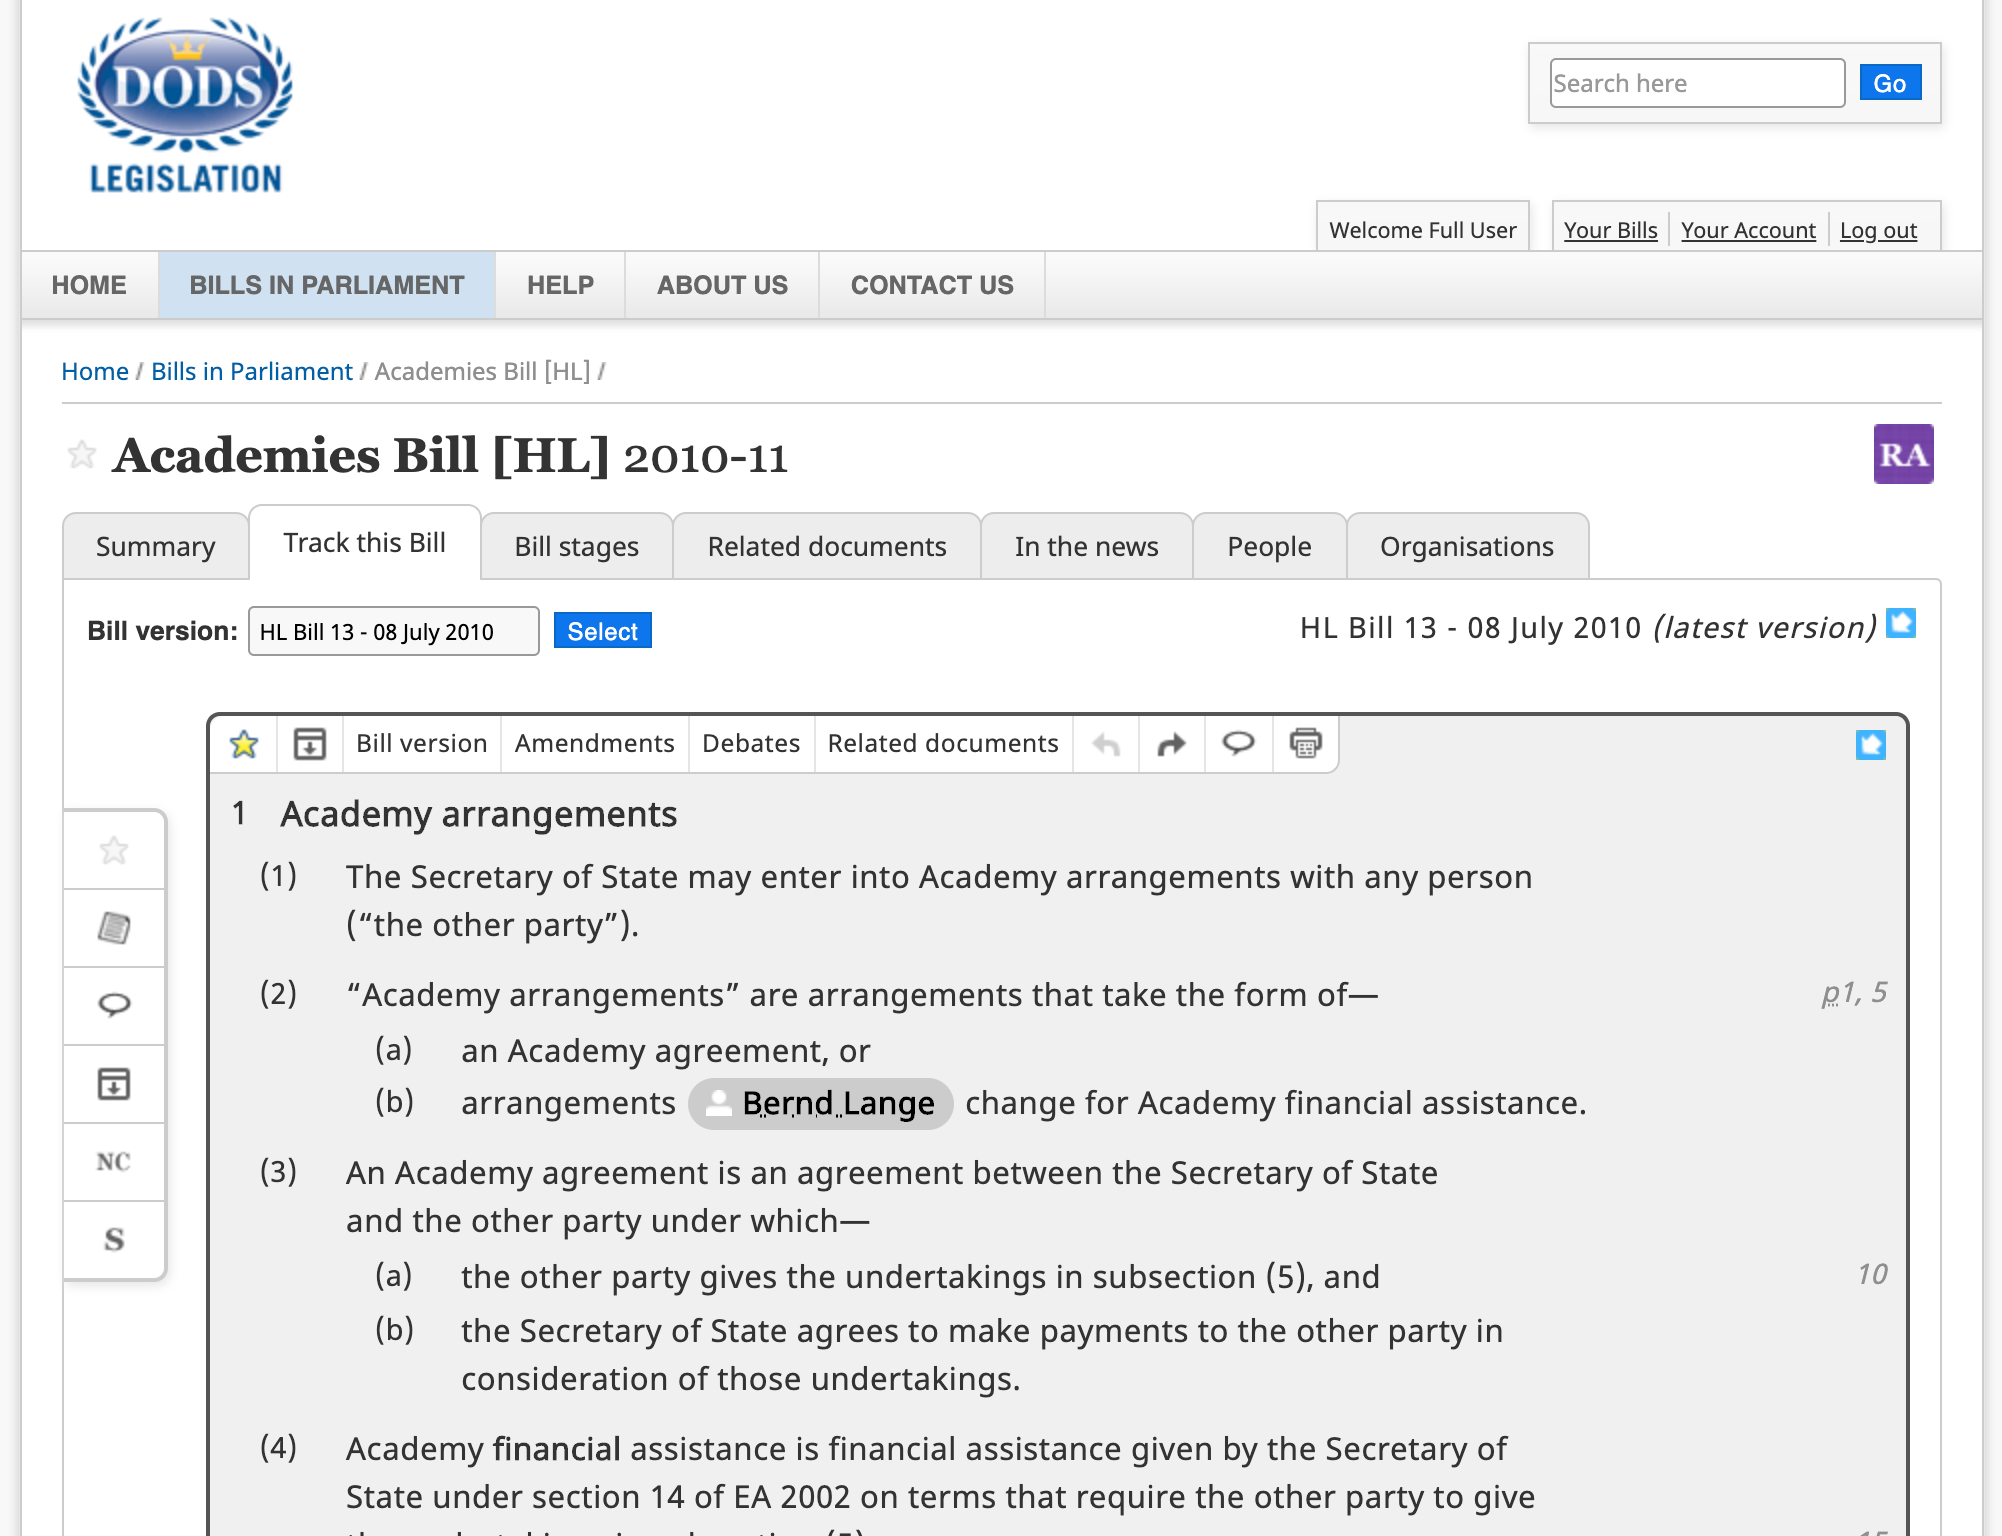 DODS
LEGISLATION
Search here
Go
Welcome Full User
Your Bills
Your Account
Log out
HOME
BILLS IN PARLIAMENT
HELP
ABOUT US
CONTACT US
Home / Bills in Parliament / Academies Bill [HL] /
Academies Bill [HL] 2010-11
RA
Summary
Track this Bill
Bill stages
Related documents
In the news
People
Organisations
Bill version:
HL Bill 13 - 08 July 2010
Select
HL Bill 13 - 08 July 2010 (latest version)
Bill version
Amendments
Debates
Related documents
NC
S
1 Academy arrangements
(1) The Secretary of State may enter into Academy arrangements with any person
(“the other party”).
(2) “Academy arrangements” are arrangements that take the form of—
p1, 5
(a) an Academy agreement, or
(b) arrangements Bernd Lange change for Academy financial assistance.
(3) An Academy agreement is an agreement between the Secretary of State
and the other party under which—
(a) the other party gives the undertakings in subsection (5), and
10
(b) the Secretary of State agrees to make payments to the other party in
consideration of those undertakings.
(4) Academy financial assistance is financial assistance given by the Secretary of
State under section 14 of EA 2002 on terms that require the other party to give